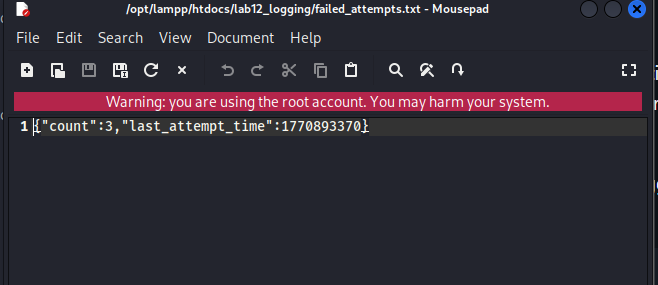 /opt/lampp/htdocs/lab12_logging/failed_attempts.txt - Mousepad
File Edit Search View Document Help
Warning: you are using the root account. You may harm your system.
1 {"count":3,"last_attempt_time":1770893370}